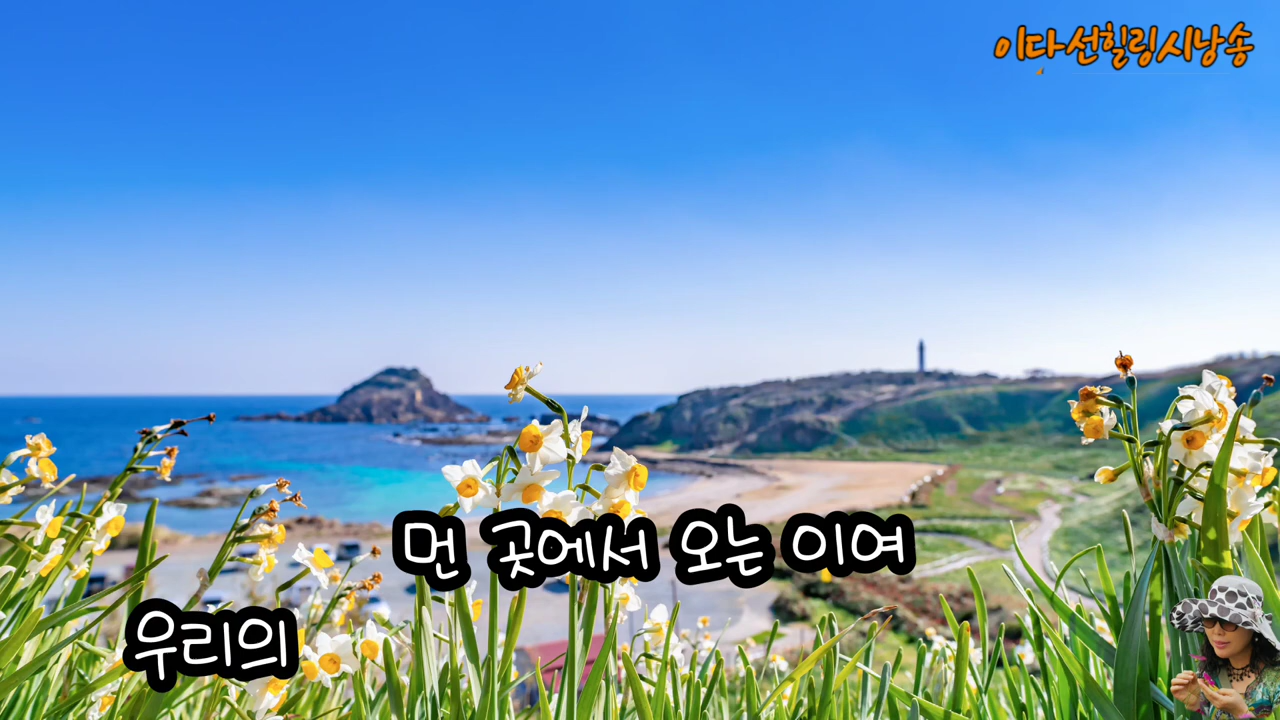 이다선힐링시낭송
먼 곳에서 오는 이여
우리의